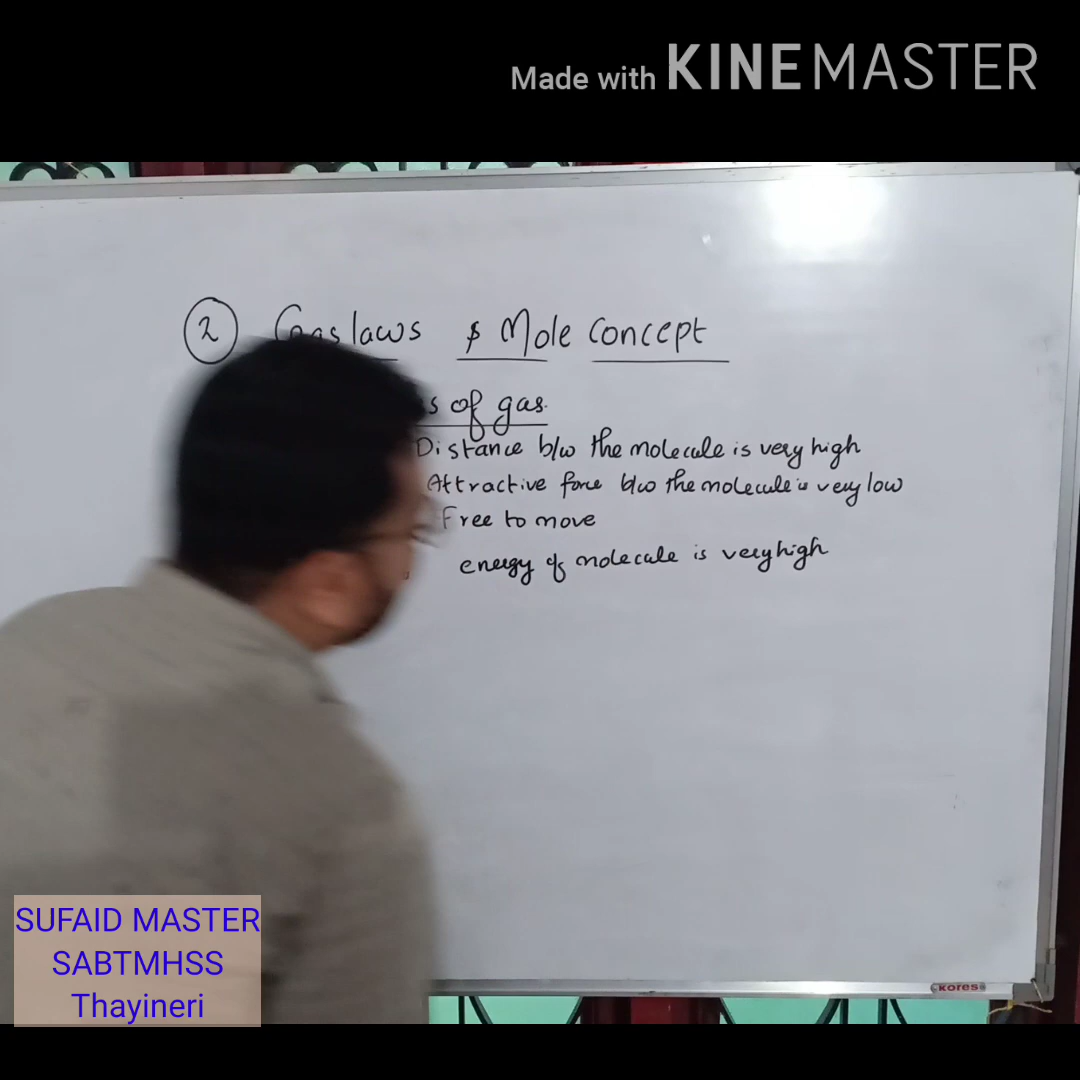 Made with KINEMASTER
2 Gas laws & Mole concept
s of gas.
Distance b/w the molecule is very high
Attractive force b/w the molecule is very low
Free to move
energy of molecule is very high
SUFAID MASTER
SABTMHSS
Thayineri
Kores